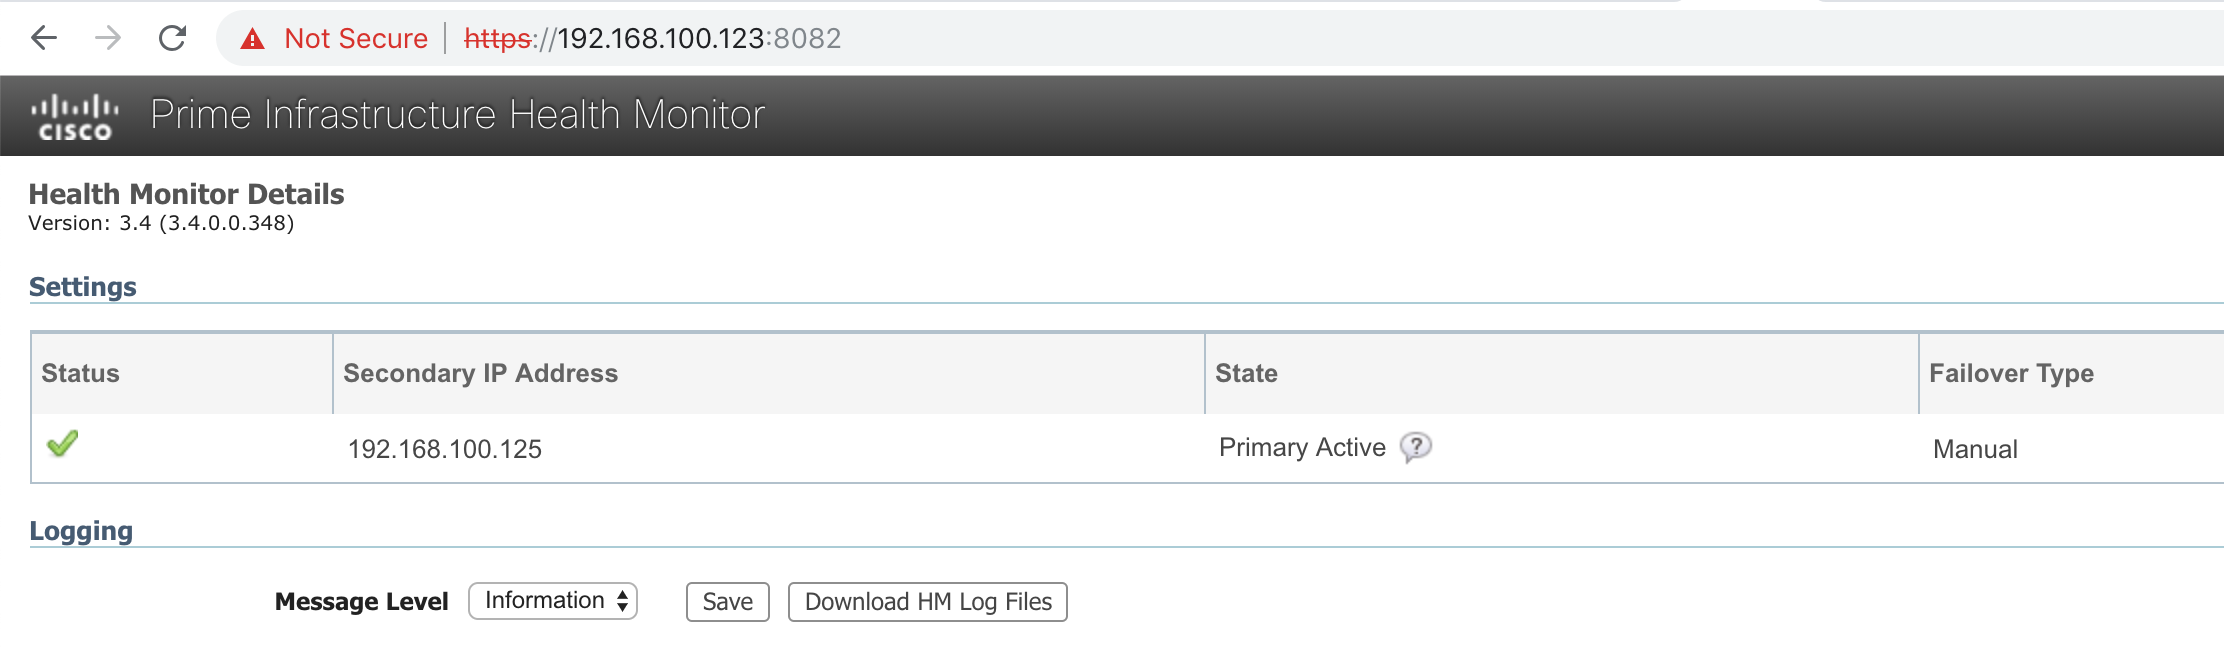 Not Secure | https://192.168.100.123:8082
CISCO Prime Infrastructure Health Monitor
Health Monitor Details
Version: 3.4 (3.4.0.0.348)
Settings
Status Secondary IP Address State Failover Type
192.168.100.125 Primary Active ? Manual
Logging
Message Level Information Save Download HM Log Files